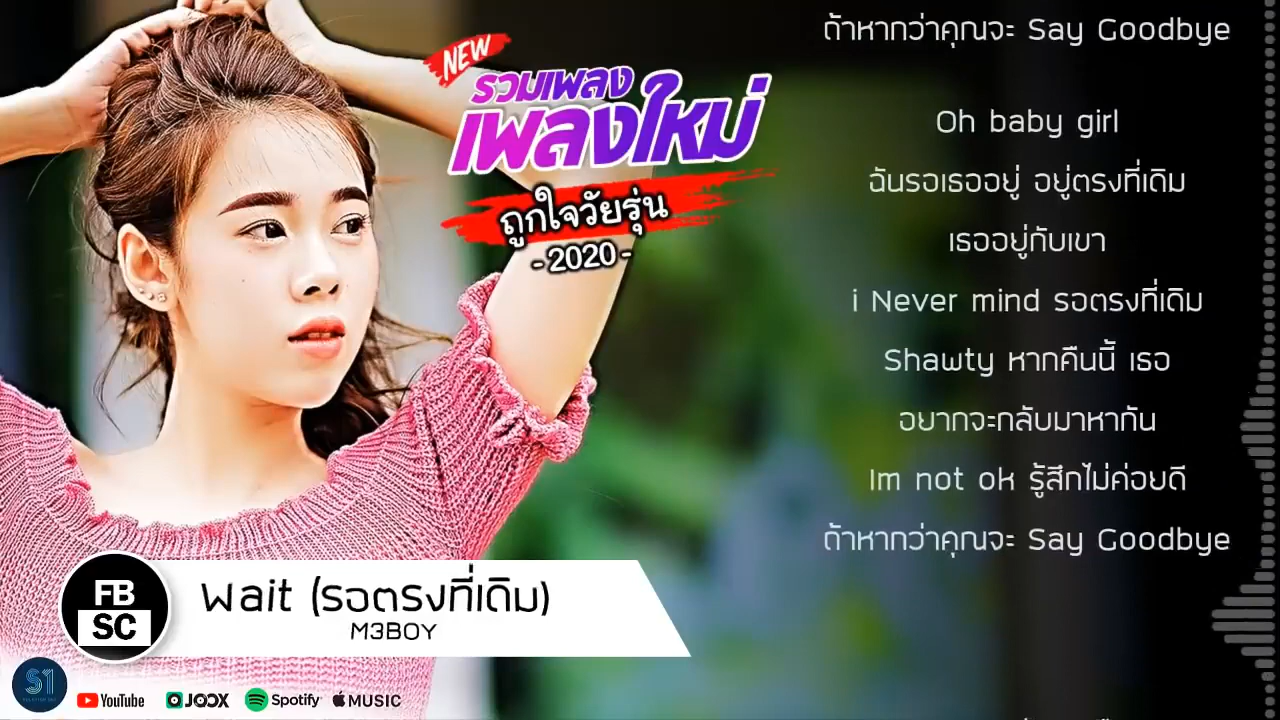 NEW
รวมเพลง
เพลงใหม่
ถูกใจวัยรุ่น
-2020-
ถ้าหากว่าคุณจะ Say Goodbye
Oh baby girl
ฉันรอเธออยู่ อยู่ตรงที่เดิม
เธออยู่กับเขา
i Never mind รอตรงที่เดิม
Shawty หากคืนนี้ เธอ
อยากจะกลับมาหากัน
Im not ok รู้สึกไม่ค่อยดี
ถ้าหากว่าคุณจะ Say Goodbye
FB
SC
Wait (รอตรงที่เดิม)
M3BOY
S1
YouTube
JOOX
Spotify
MUSIC